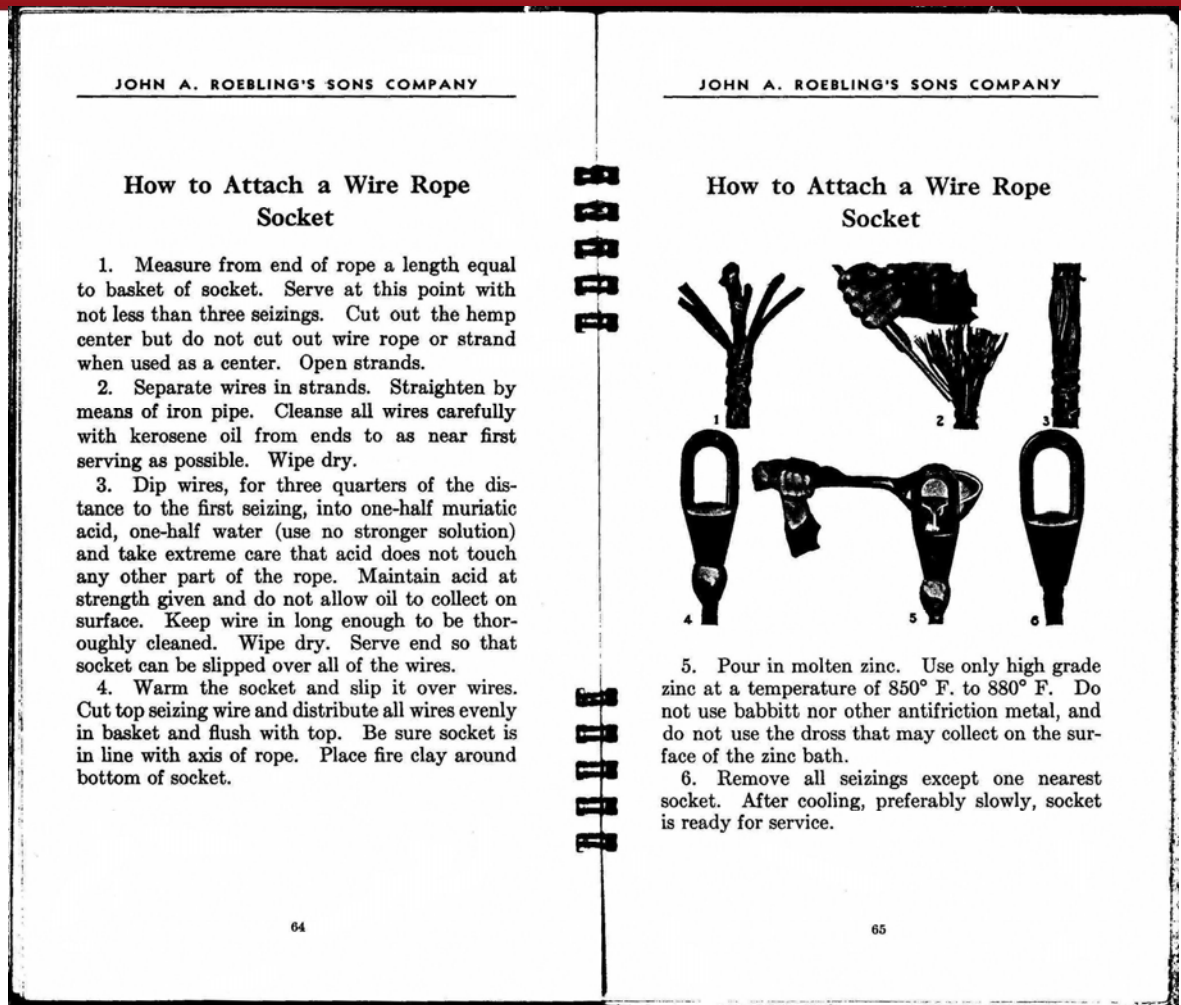 JOHN A. ROEBLING'S SONS COMPANY
How to Attach a Wire Rope
Socket
1. Measure from end of rope a length equal
to basket of socket. Serve at this point with
not less than three seizings. Cut out the hemp
center but do not cut out wire rope or strand
when used as a center. Open strands.
2. Separate wires in strands. Straighten by
means of iron pipe. Cleanse all wires carefully
with kerosene oil from ends to as near first
serving as possible. Wipe dry.
3. Dip wires, for three quarters of the dis-
tance to the first seizing, into one-half muriatic
acid, one-half water (use no stronger solution)
and take extreme care that acid does not touch
any other part of the rope. Maintain acid at
strength given and do not allow oil to collect on
surface. Keep wire in long enough to be thor-
oughly cleaned. Wipe dry. Serve end so that
socket can be slipped over all of the wires.
4. Warm the socket and slip it over wires.
Cut top seizing wire and distribute all wires evenly
in basket and flush with top. Be sure socket is
in line with axis of rope. Place fire clay around
bottom of socket.
64
JOHN A. ROEBLING'S SONS COMPANY
How to Attach a Wire Rope
Socket
1 2 3
4 5 6
5. Pour in molten zinc. Use only high grade
zinc at a temperature of 850° F. to 880° F. Do
not use babbitt nor other antifriction metal, and
do not use the dross that may collect on the sur-
face of the zinc bath.
6. Remove all seizings except one nearest
socket. After cooling, preferably slowly, socket
is ready for service.
65